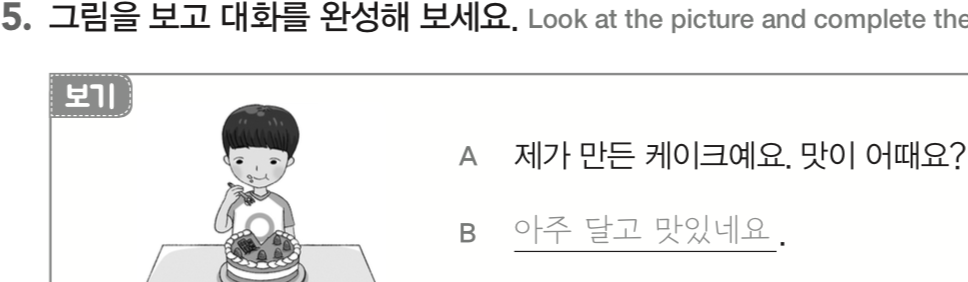 5. 그림을 보고 대화를 완성해 보세요. Look at the picture and complete the
보기
A 제가 만든 케이크예요. 맛이 어때요?
B 아주 달고 맛있네요.